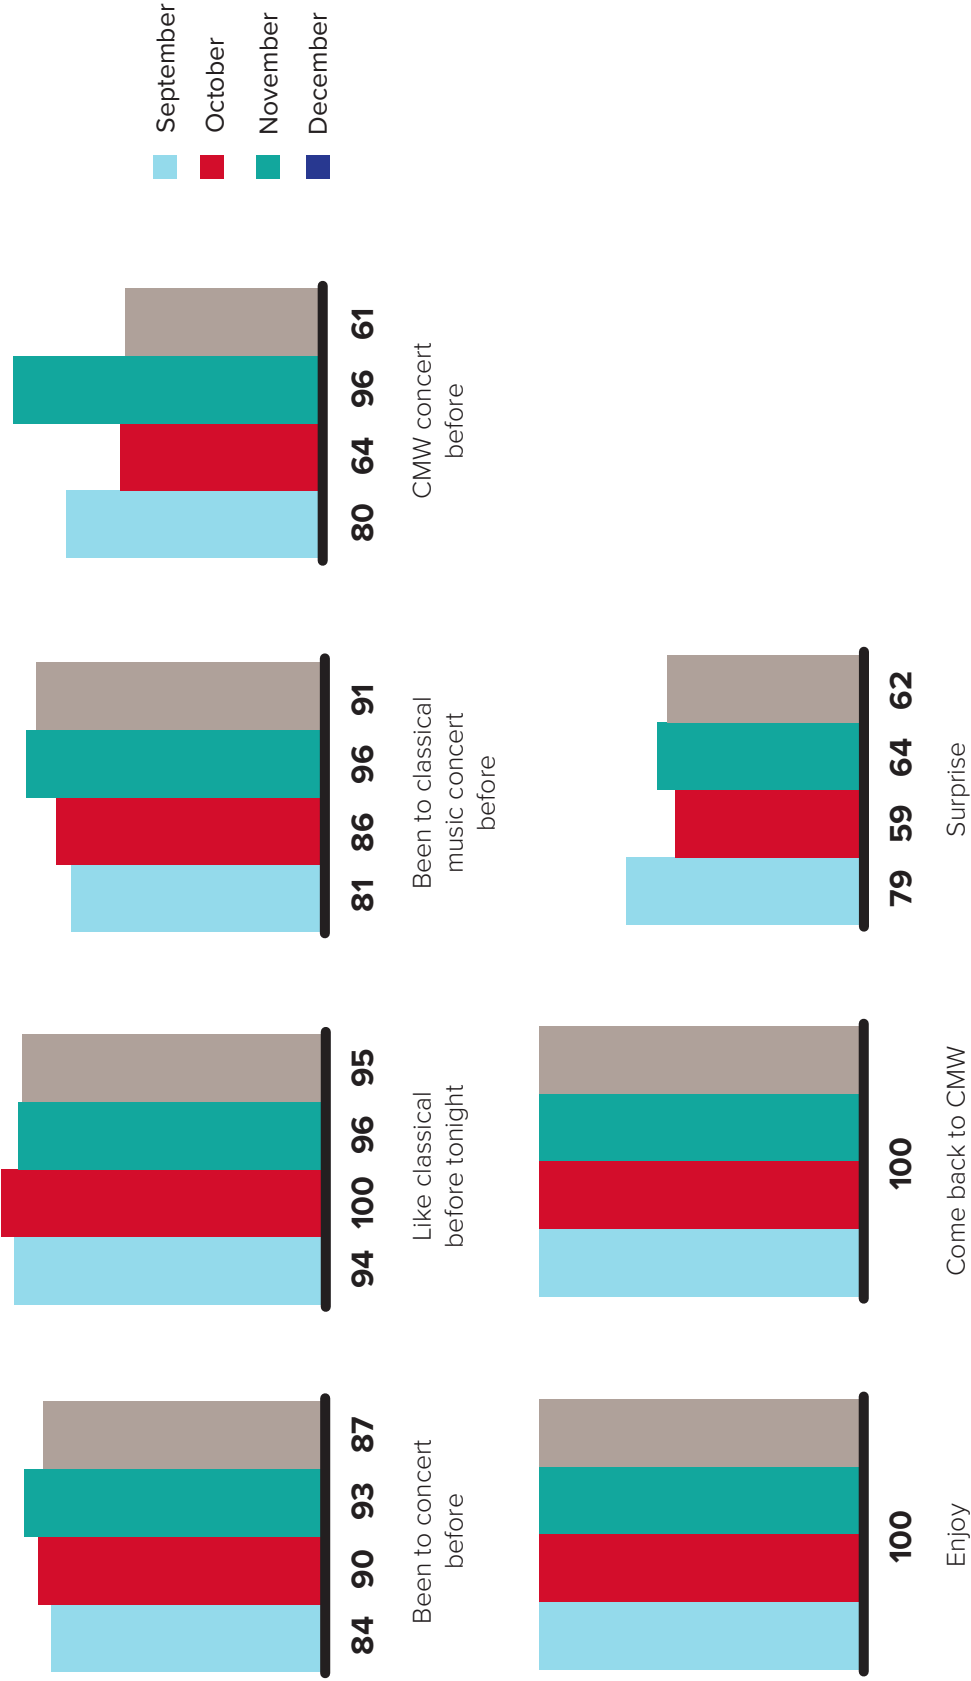 September
October
November
December
84 90 93 87
Been to concert
before
94 100 96 95
Like classical
before tonight
81 86 96 91
Been to classical
music concert
before
80 64 96 61
CMW concert
before
100
Enjoy
100
Come back to CMW
79 59 64 62
Surprise